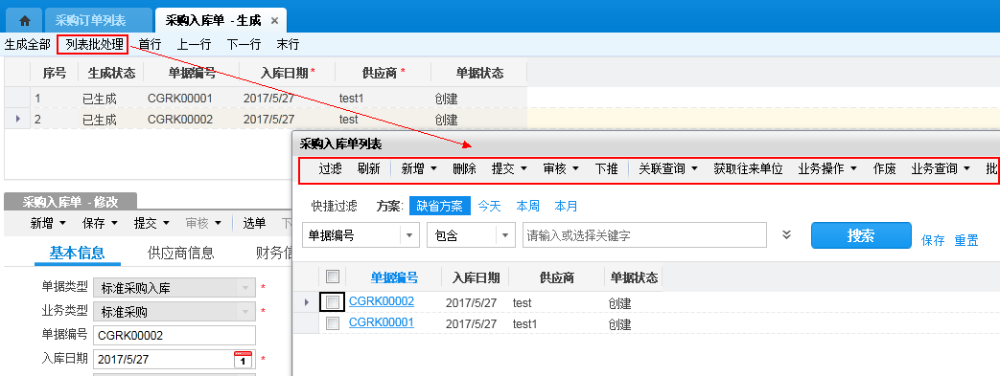 采购订单列表 采购入库单 - 生成 ×
生成全部 列表批处理 首行 上一行 下一行 末行
序号 生成状态 单据编号 入库日期* 供应商* 单据状态
1 已生成 CGRK00001 2017/5/27 test1 创建
2 已生成 CGRK00002 2017/5/27 test 创建
采购入库单列表
过滤 刷新 新增 删除 提交 审核 下推 关联查询 获取往来单位 业务操作 作废 业务查询 批
快捷过滤 方案: 缺省方案 今天 本周 本月
单据编号 包含 请输入或选择关键字 搜索 保存 重置
单据编号 入库日期 供应商 单据状态
CGRK00002 2017/5/27 test 创建
CGRK00001 2017/5/27 test1 创建
采购入库单 - 修改
新增 保存 提交 审核 选单 下
基本信息 供应商信息 财务信
单据类型 标准采购入库 *
业务类型 标准采购 *
单据编号 CGRK00002
入库日期 2017/5/27 1 *